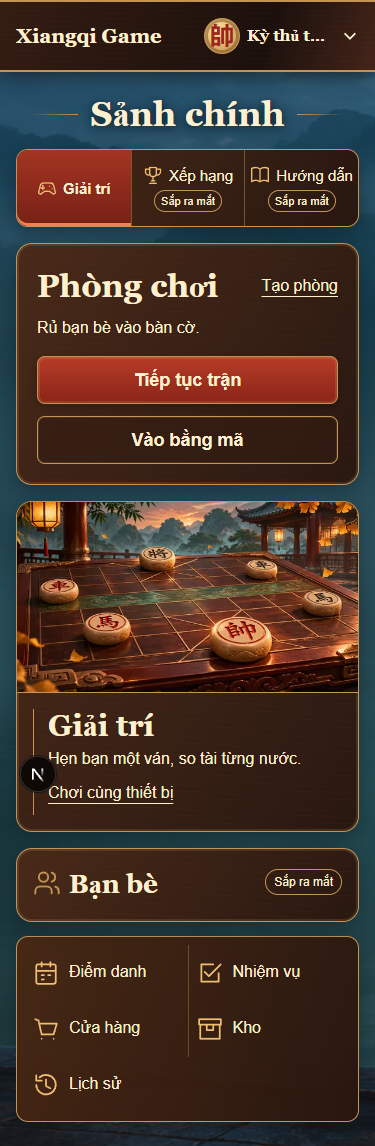 Xiangqi Game
帥
Kỳ thủ t...
Sảnh chính
Giải trí
Xếp hạng
Sắp ra mắt
Hướng dẫn
Sắp ra mắt
Phòng chơi
Tạo phòng
Rủ bạn bè vào bàn cờ.
Tiếp tục trận
Vào bằng mã
將
車
車
馬
馬
帥
Giải trí
Hẹn bạn một ván, so tài từng nước.
N
Chơi cùng thiết bị
Bạn bè
Sắp ra mắt
Điểm danh
Nhiệm vụ
Cửa hàng
Kho
Lịch sử